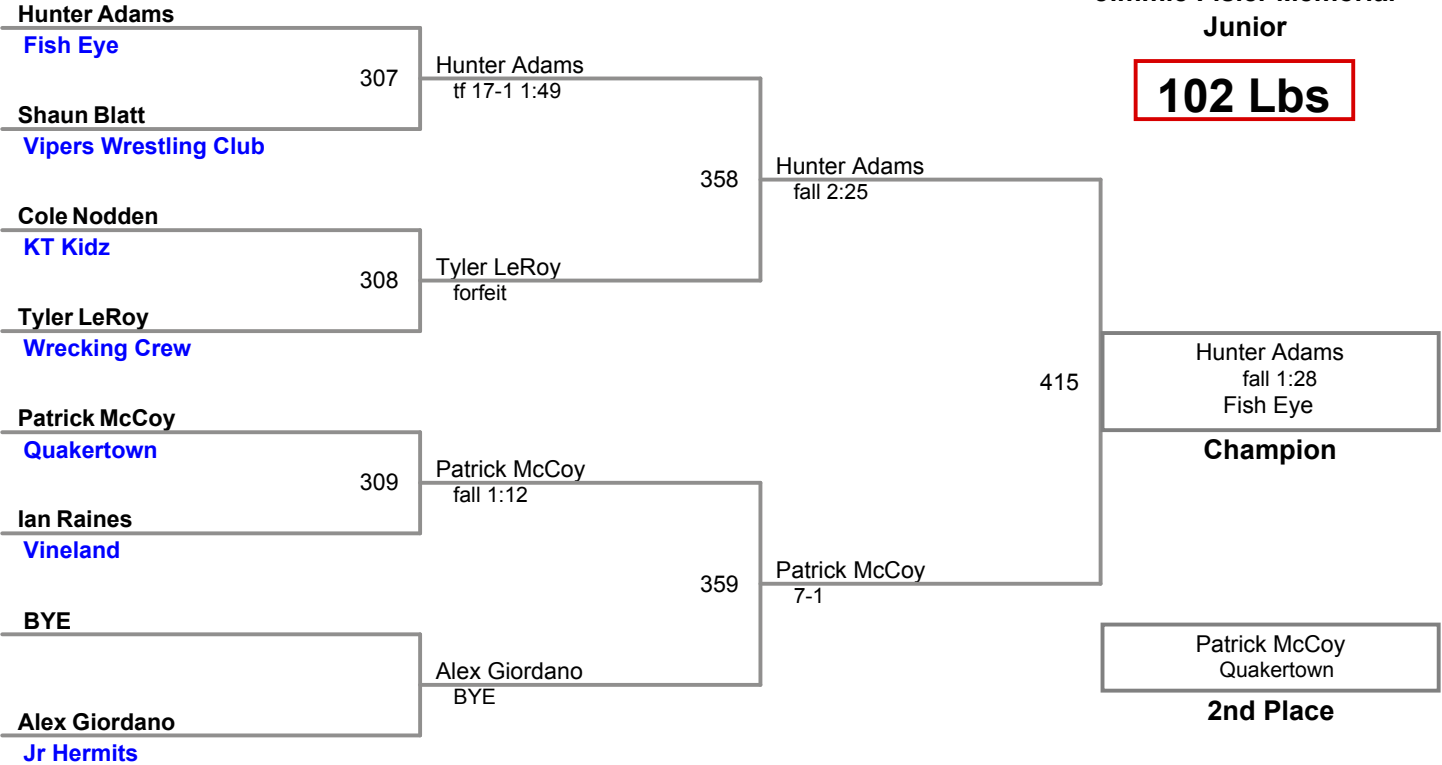 Junior
102 Lbs
Hunter Adams
Fish Eye
307
Hunter Adams
tf 17-1 1:49
Shaun Blatt
Vipers Wrestling Club
358
Hunter Adams
fall 2:25
Cole Nodden
KT Kidz
308
Tyler LeRoy
forfeit
Tyler LeRoy
Wrecking Crew
415
Hunter Adams
fall 1:28
Fish Eye
Champion
Patrick McCoy
Quakertown
309
Patrick McCoy
fall 1:12
Ian Raines
Vineland
359
Patrick McCoy
7-1
BYE
Alex Giordano
BYE
Patrick McCoy
Quakertown
2nd Place
Alex Giordano
Jr Hermits